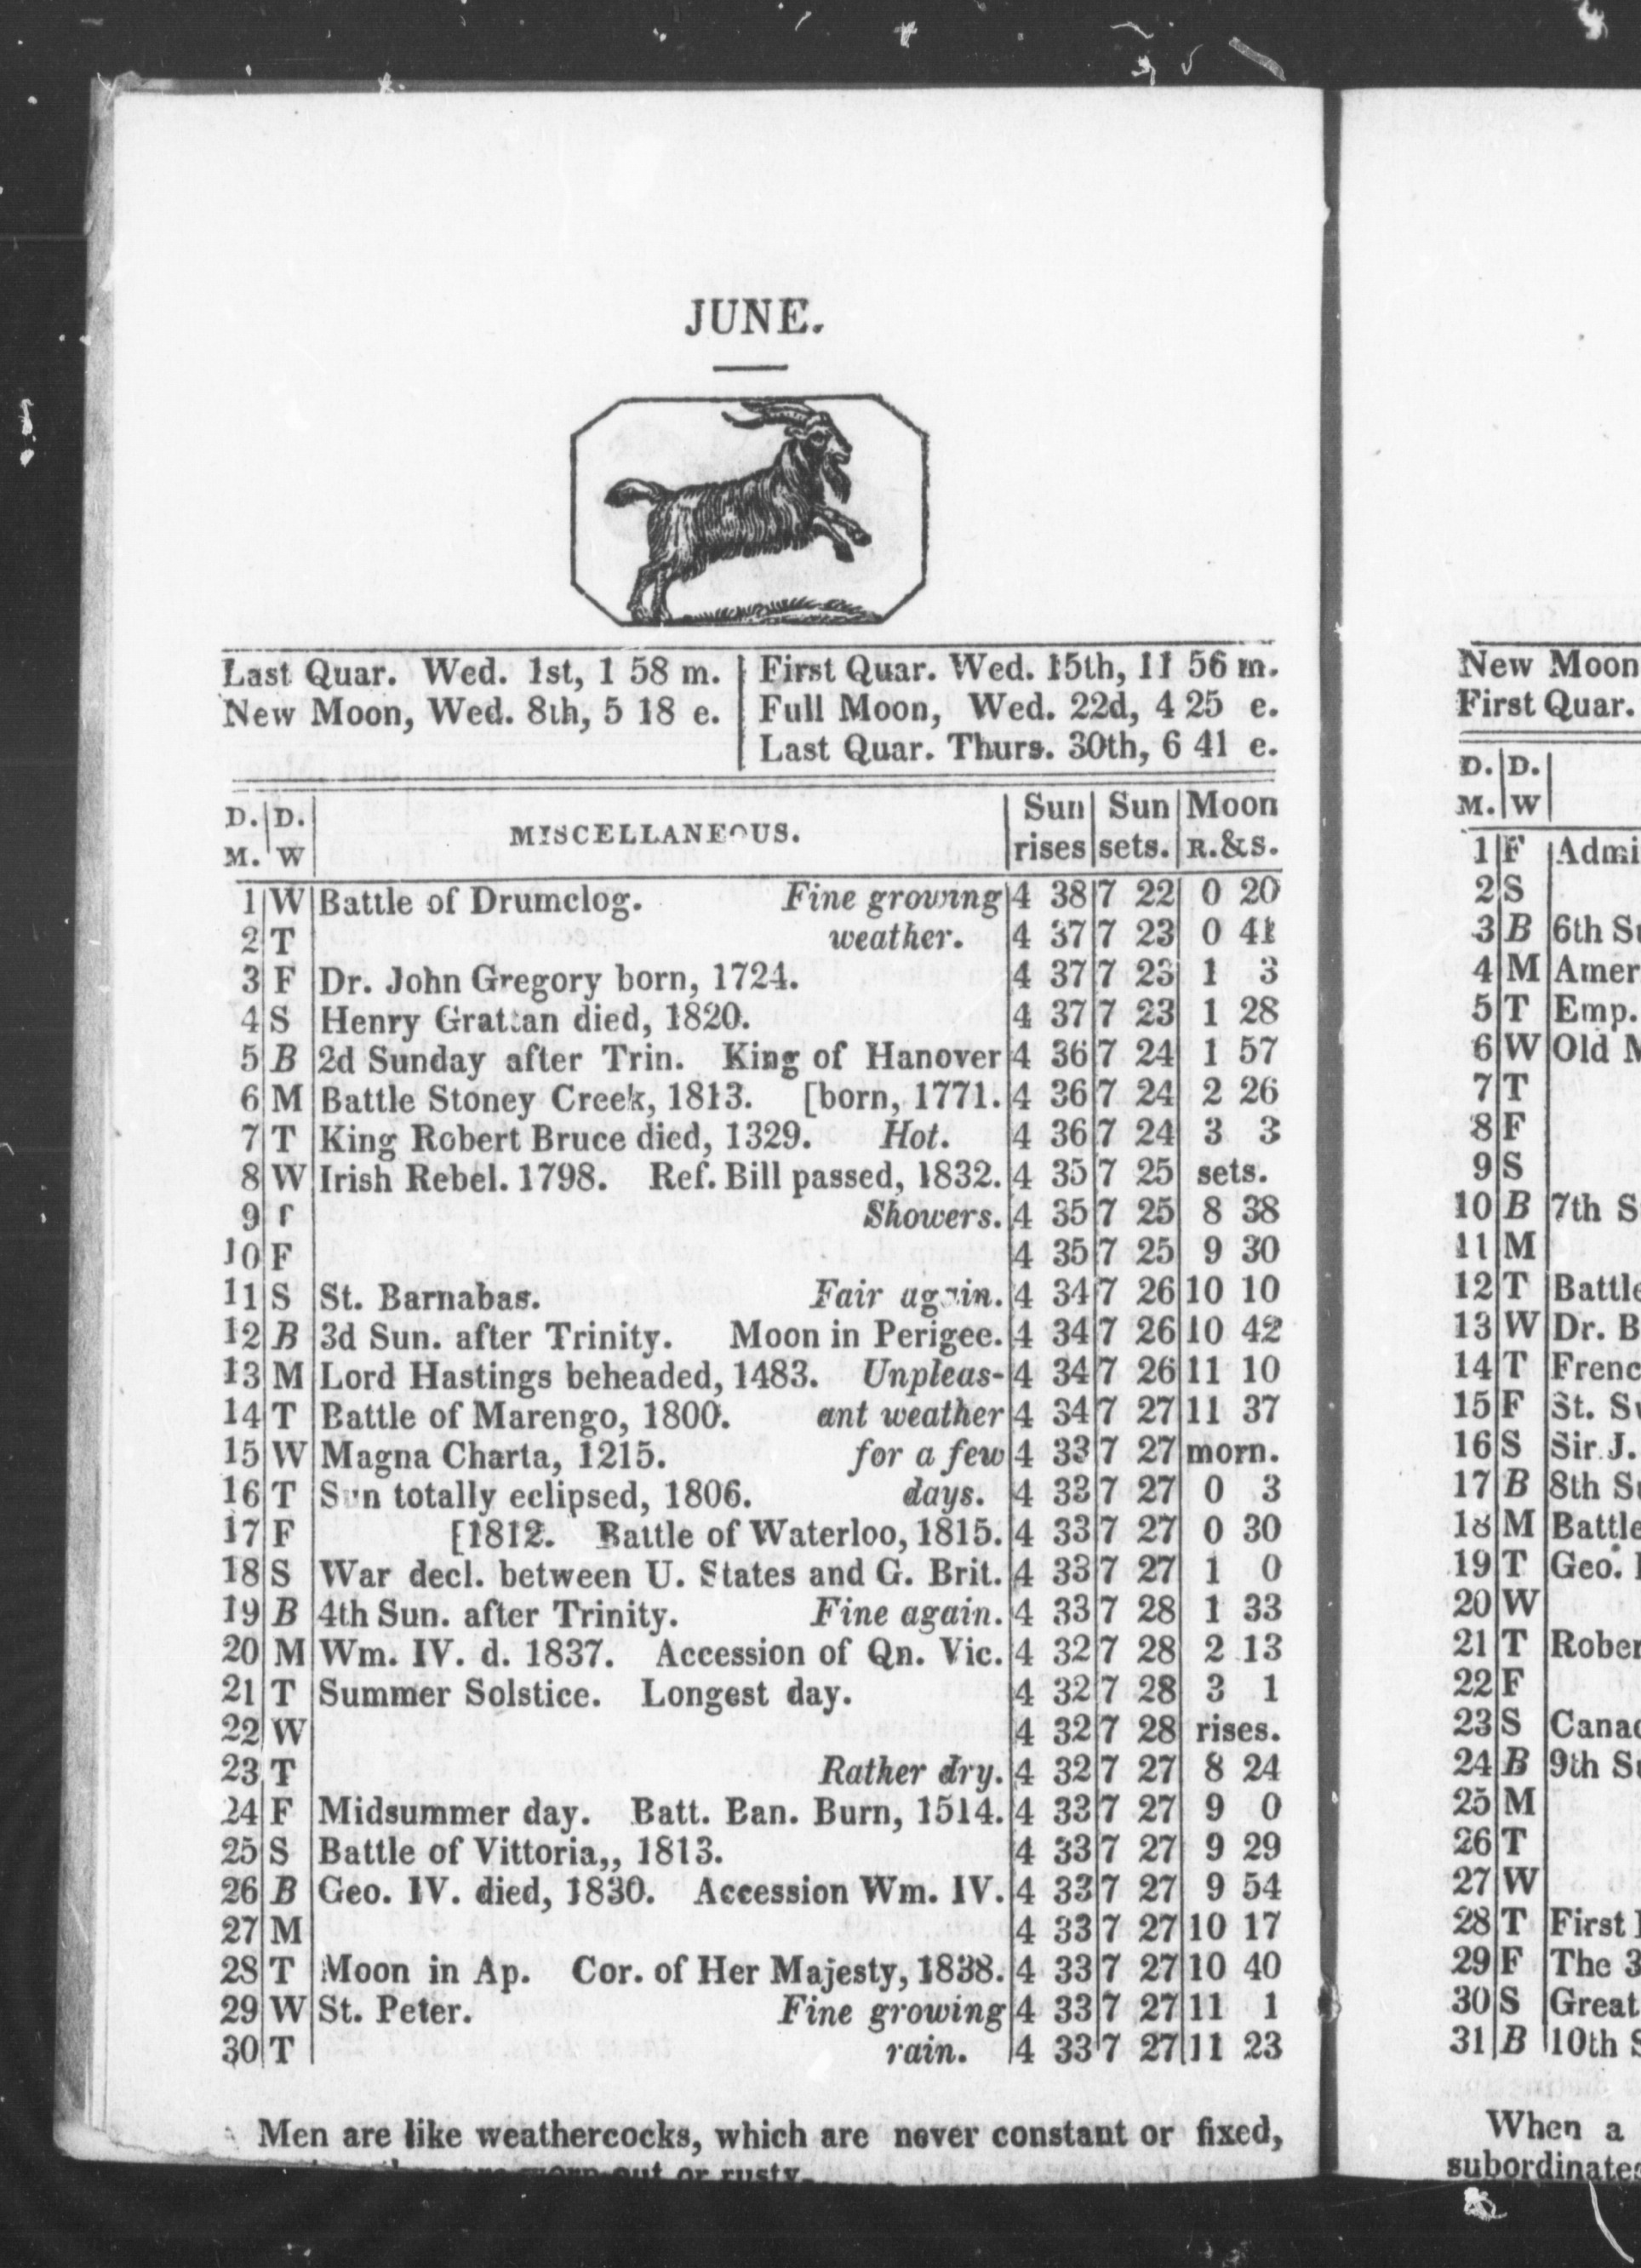 JUNE.
Last Quar. Wed. 1st, 1 58 m.
New Moon, Wed. 8th, 5 18 e.
First Quar. Wed. 15th, 11 56 m.
Full Moon, Wed. 22d, 4 25 e.
Last Quar. Thurs. 30th, 6 41 e.
D. M. D. W MISCELLANEOUS. Sun rises Sun sets. Moon R.&S.
1 W Battle of Drumclog. Fine growing 4 38 7 22 0 20
2 T weather. 4 37 7 23 0 41
3 F Dr. John Gregory born, 1724. 4 37 7 23 1 3
4 S Henry Grattan died, 1820. 4 37 7 23 1 28
5 B 2d Sunday after Trin. King of Hanover 4 36 7 24 1 57
6 M Battle Stoney Creek, 1813. [born, 1771. 4 36 7 24 2 26
7 T King Robert Bruce died, 1329. Hot. 4 36 7 24 3 3
8 W Irish Rebel. 1798. Ref. Bill passed, 1832. 4 35 7 25 sets.
9 T Showers. 4 35 7 25 8 38
10 F 4 35 7 25 9 30
11 S St. Barnabas. Fair again. 4 34 7 26 10 10
12 B 3d Sun. after Trinity. Moon in Perigee. 4 34 7 26 10 42
13 M Lord Hastings beheaded, 1483. Unpleas- 4 34 7 26 11 10
14 T Battle of Marengo, 1800. ant weather 4 34 7 27 11 37
15 W Magna Charta, 1215. for a few 4 33 7 27 morn.
16 T Sun totally eclipsed, 1806. days. 4 33 7 27 0 3
17 F [1812. Battle of Waterloo, 1815. 4 33 7 27 0 30
18 S War decl. between U. States and G. Brit. 4 33 7 27 1 0
19 B 4th Sun. after Trinity. Fine again. 4 33 7 28 1 33
20 M Wm. IV. d. 1837. Accession of Qn. Vic. 4 32 7 28 2 13
21 T Summer Solstice. Longest day. 4 32 7 28 3 1
22 W 4 32 7 28 rises.
23 T Rather dry. 4 32 7 27 8 24
24 F Midsummer day. Batt. Ban. Burn, 1514. 4 33 7 27 9 0
25 S Battle of Vittoria,, 1813. 4 33 7 27 9 29
26 B Geo. IV. died, 1830. Accession Wm. IV. 4 33 7 27 9 54
27 M 4 33 7 27 10 17
28 T Moon in Ap. Cor. of Her Majesty, 1838. 4 33 7 27 10 40
29 W St. Peter. Fine growing 4 33 7 27 11 1
30 T rain. 4 33 7 27 11 23
Men are like weathercocks, which are never constant or fixed,
worn out or rusty.
New Moon
First Quar.
D. M. D. W
1 F Admi
2 S
3 B 6th S
4 M Amer
5 T Emp.
6 W Old
7 T
8 F
9 S
10 B 7th S
11 M
12 T Battle
13 W Dr. B
14 T Frenc
15 F St. Sw
16 S Sir J.
17 B 8th Su
18 M Battle
19 T Geo.
20 W
21 T Rober
22 F
23 S Canad
24 B 9th Su
25 M
26 T
27 W
28 T First
29 F The 3
30 S Great
31 B 10th S
When a
subordinates